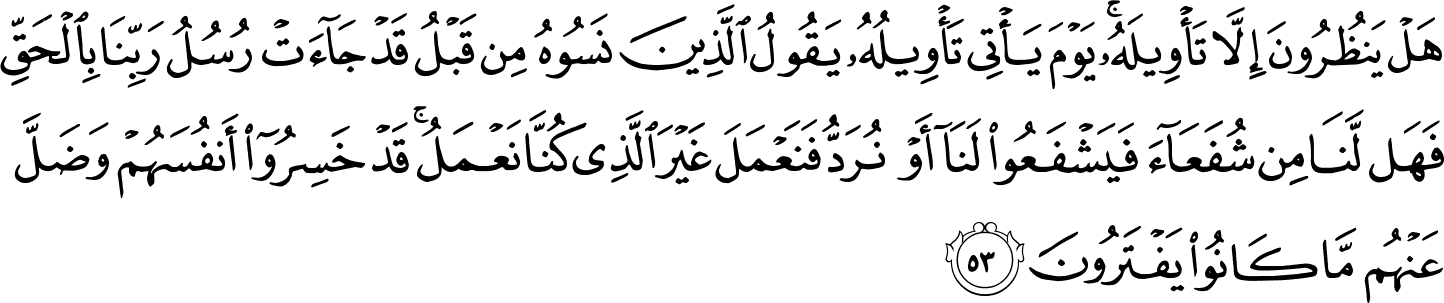 هَلْ يَنظُرُونَ إِلَّا تَأْوِيلَهُۥ ۚ يَوْمَ يَأْتِى تَأْوِيلُهُۥ يَقُولُ ٱلَّذِينَ نَسُوهُ مِن قَبْلُ قَدْ جَآءَتْ رُسُلُ رَبِّنَا بِٱلْحَقِّ
فَهَل لَّنَا مِن شُفَعَآءَ فَيَشْفَعُوا۟ لَنَآ أَوْ نُرَدُّ فَنَعْمَلَ غَيْرَ ٱلَّذِى كُنَّا نَعْمَلُ ۚ قَدْ خَسِرُوٓا۟ أَنفُسَهُمْ وَضَلَّ
عَنْهُم مَّا كَانُوا۟ يَفْتَرُونَ ٥٣